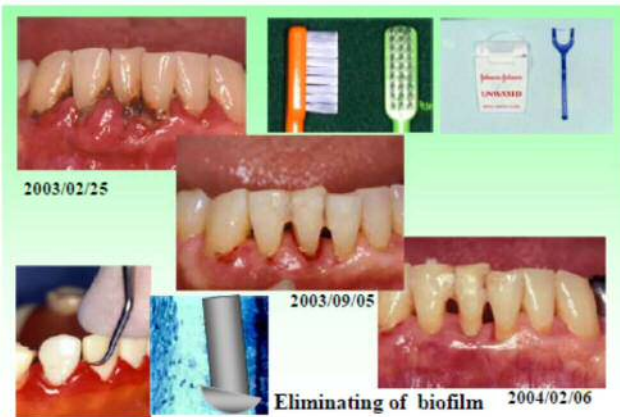 Johnson & Johnson
UNWAXED
2003/02/25
2003/09/05
Eliminating of biofilm
2004/02/06